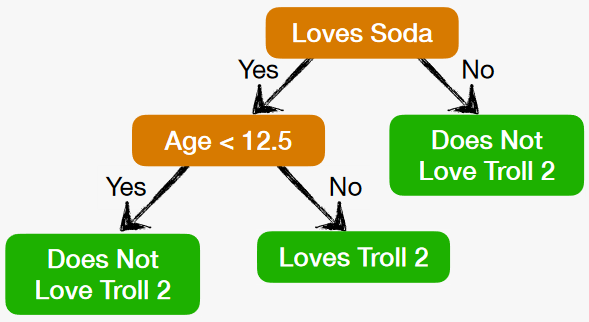 Loves Soda
Yes
No
Age < 12.5
Does Not
Love Troll 2
Yes
No
Does Not
Love Troll 2
Loves Troll 2